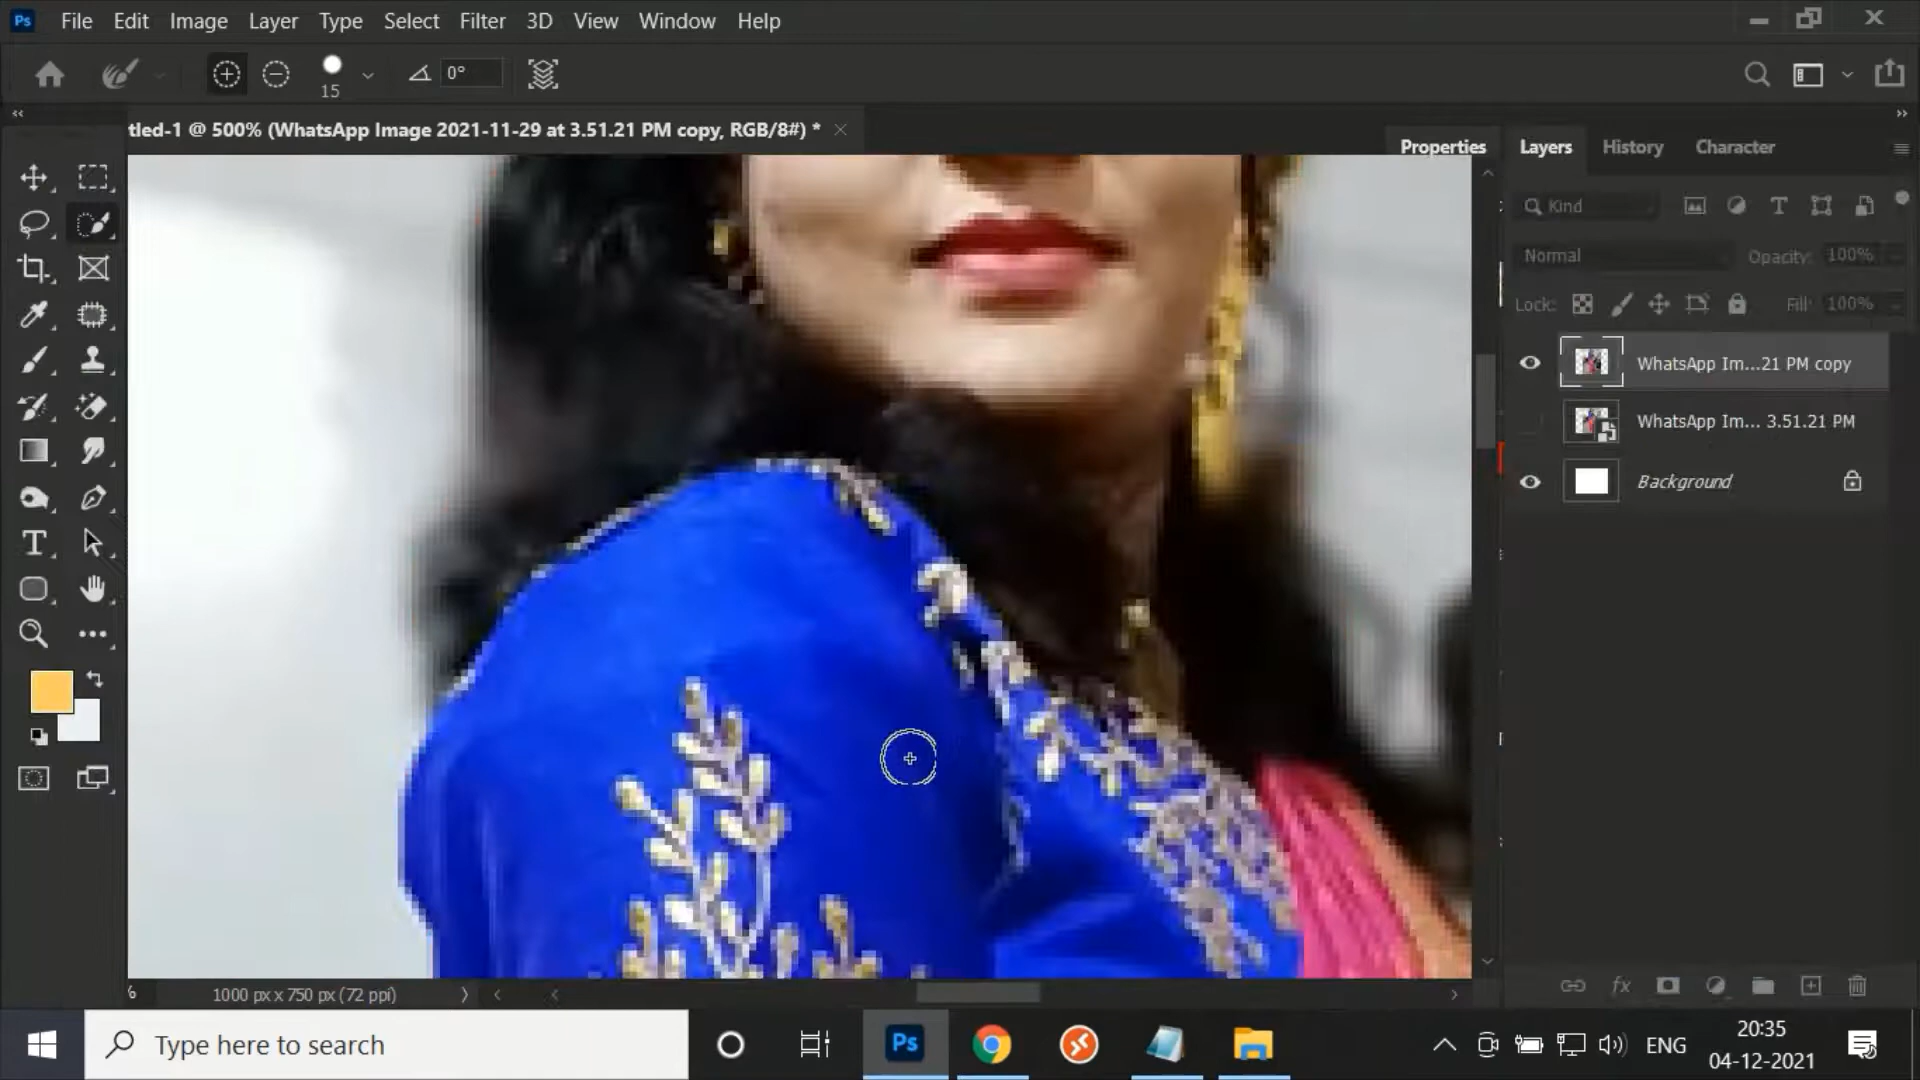 Ps File Edit Image Layer Select Filter 3D View Window Help
15 0°
tled-1 @ 500% (WhatsApp Image 2021-11-29 at 3.51.21 PM copy, RGB/8#) *
Properties Layers History Character
Kind
Normal Opacity: 100%
Lock: Fill: 100%
WhatsApp Im...21 PM copy
WhatsApp Im... 3.51.21 PM
Background
1000 px x 750 px (72 ppi)
fx
Type here to search
Ps
ENG
20:35
04-12-2021